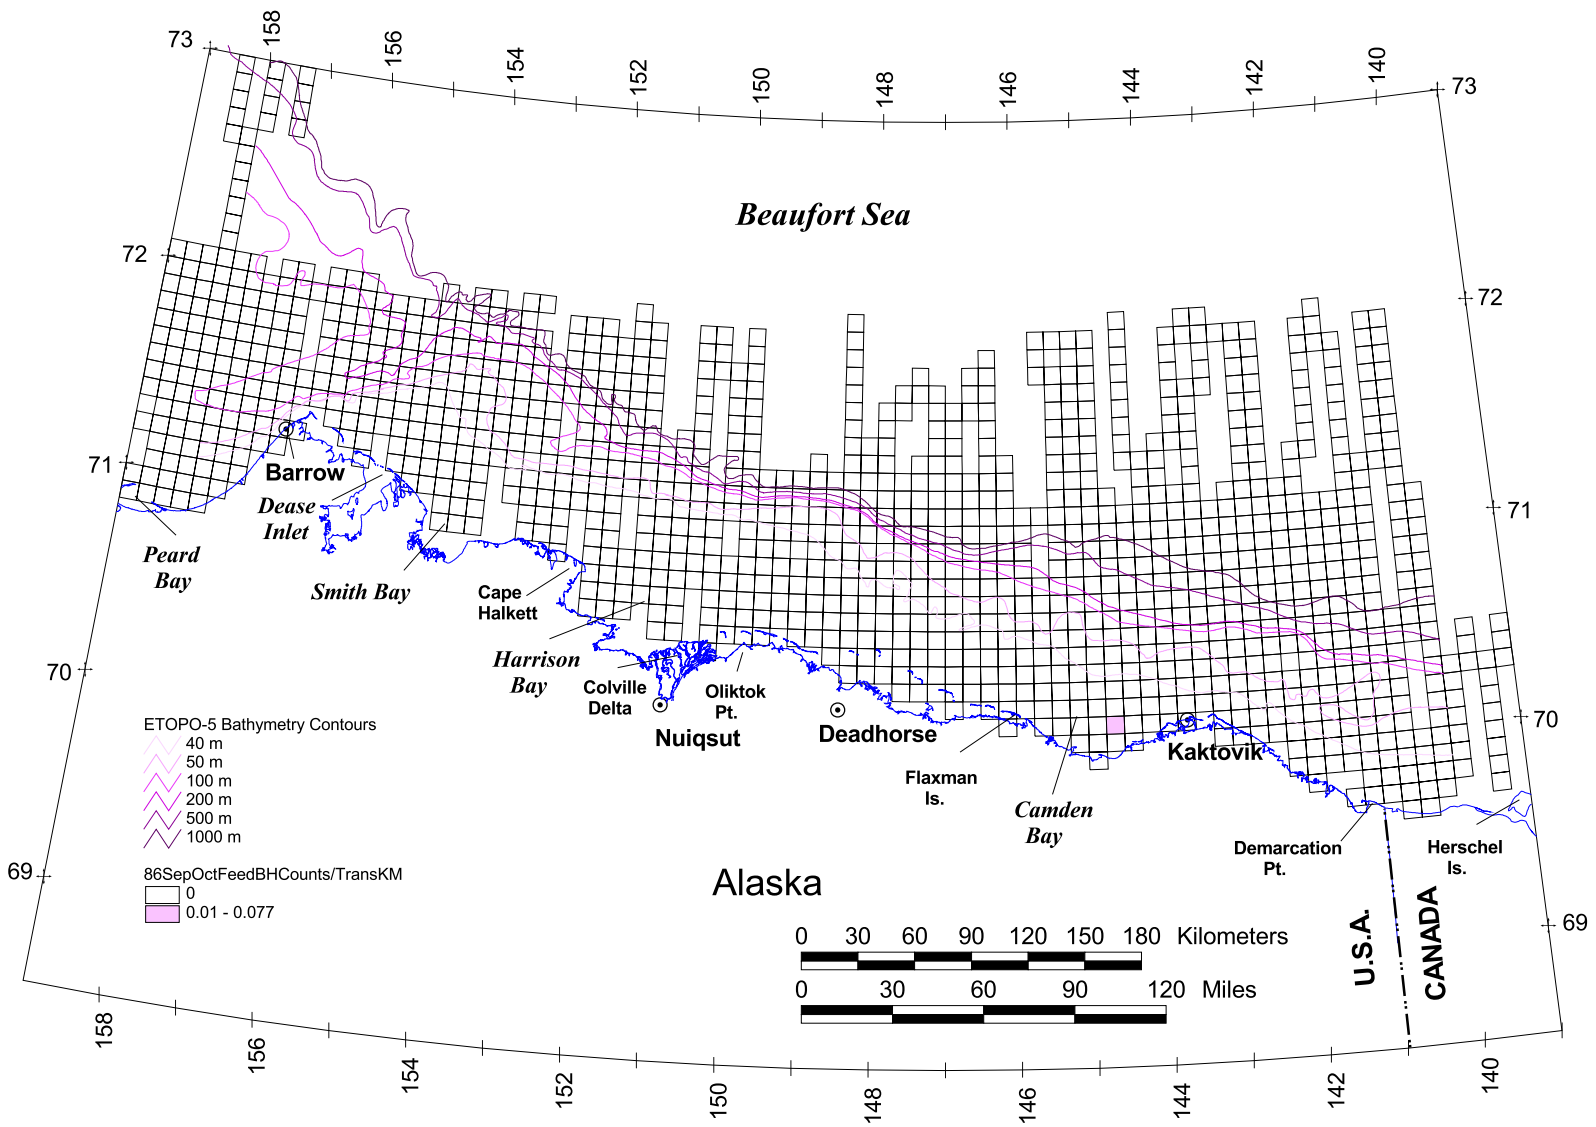 158
156
154
152
150
148
146
144
142
140
73
73
Beaufort Sea
72
72
71
71
Barrow
Dease
Inlet
Peard
Bay
Smith Bay
Cape
Halkett
Harrison
Bay
Colville
Delta
Oliktok
Pt.
70
70
Nuiqsut
Deadhorse
Kaktovik
Flaxman
Is.
Camden
Bay
Demarcation
Pt.
Herschel
Is.
ETOPO-5 Bathymetry Contours
40 m
50 m
100 m
200 m
500 m
1000 m
86SepOctFeedBHCounts/TransKM
0
0.01 - 0.077
69
69
Alaska
U.S.A.
CANADA
0 30 60 90 120 150 180 Kilometers
0 30 60 90 120 Miles
158
156
154
152
150
148
146
144
142
140